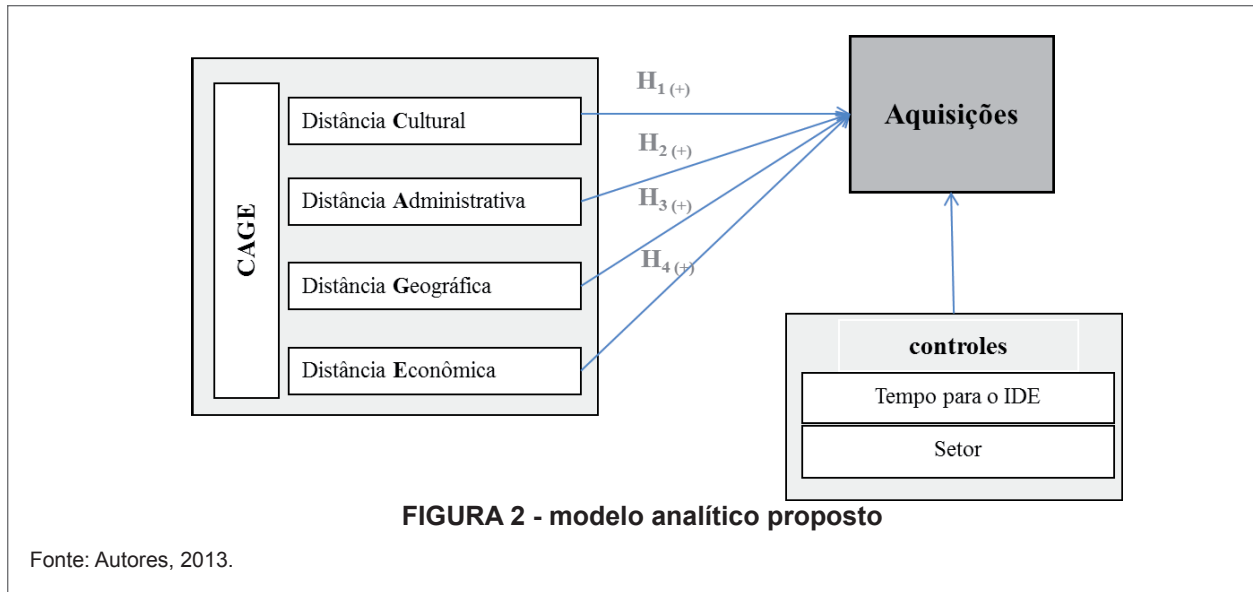 CAGE
Distância Cultural
Distância Administrativa
Distância Geográfica
Distância Econômica
H1 (+)
H2 (+)
H3 (+)
H4 (+)
Aquisições
controles
Tempo para o IDE
Setor
FIGURA 2 - modelo analítico proposto
Fonte: Autores, 2013.